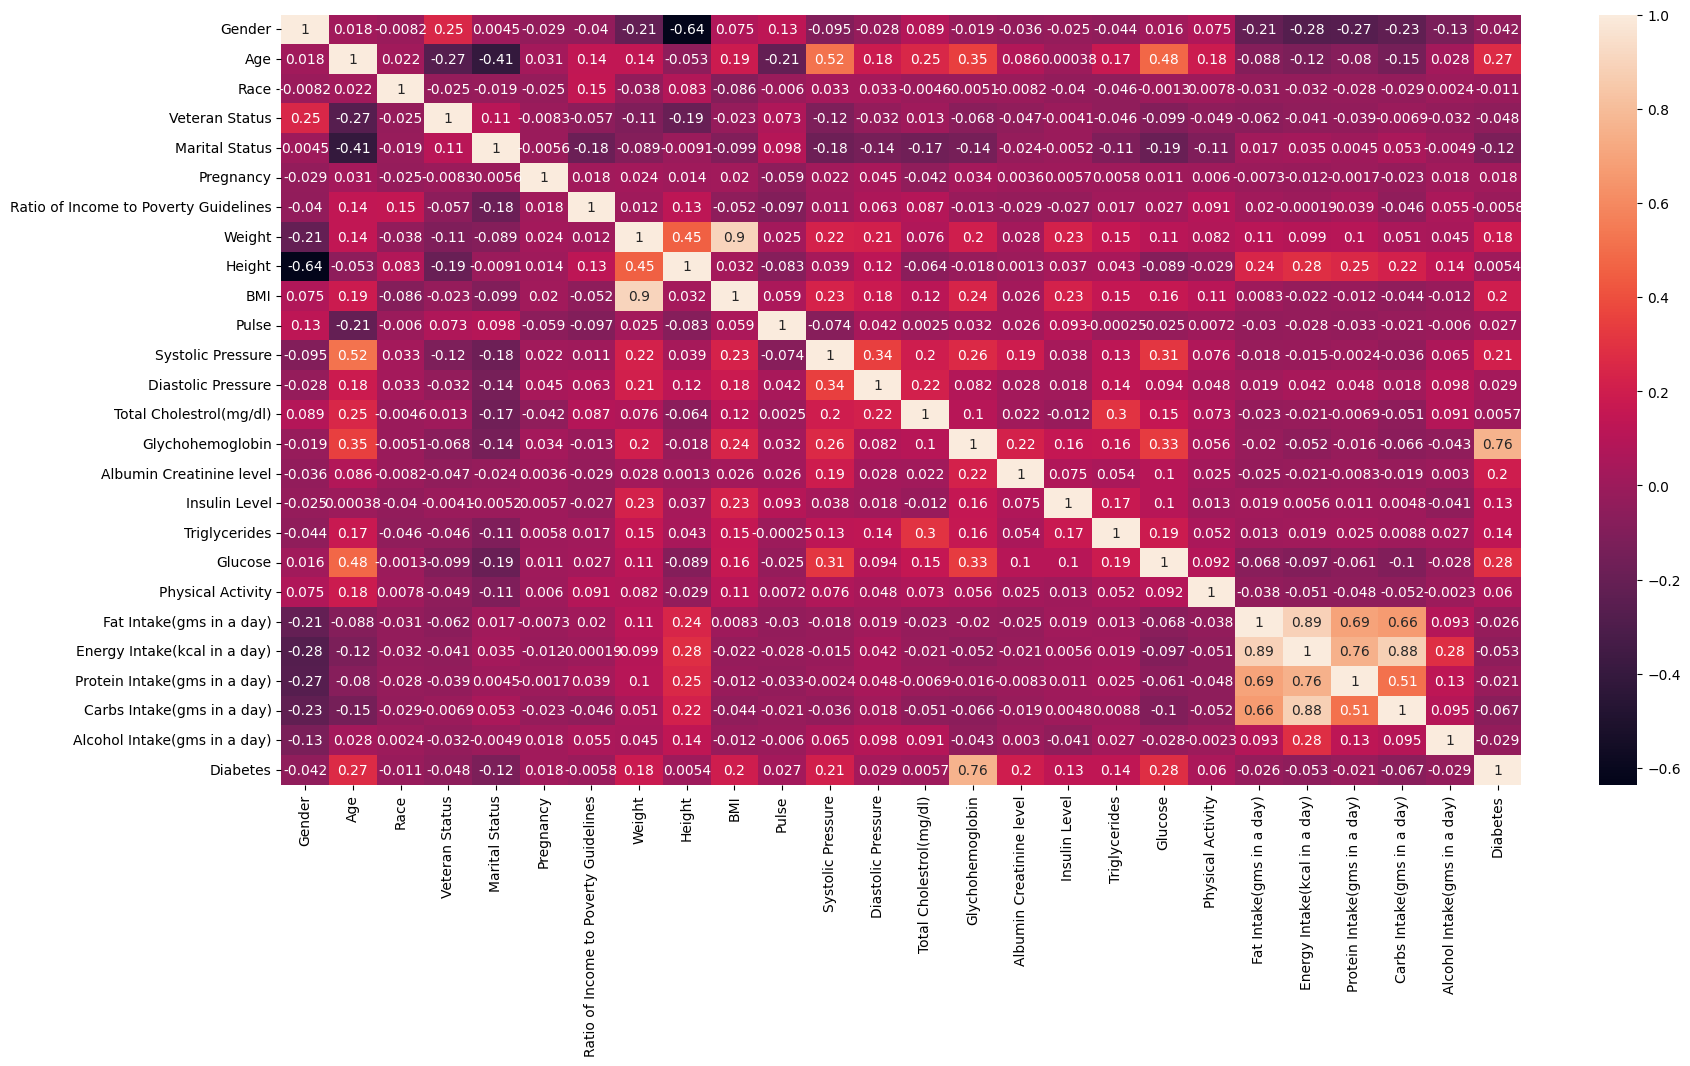 Gender 1 0.018 -0.0082 0.25 0.0045 -0.029 -0.04 -0.21 -0.64 0.075 0.13 -0.095 -0.028 0.089 -0.019 -0.036 -0.025 -0.044 0.016 0.075 -0.21 -0.28 -0.27 -0.23 -0.13 -0.042 1.0
Age 0.018 1 0.022 -0.27 -0.41 0.031 0.14 0.14 -0.053 0.19 -0.21 0.52 0.18 0.25 0.35 0.086 0.00038 0.17 0.48 0.18 -0.088 -0.12 -0.08 -0.15 0.028 0.27
Race -0.0082 0.022 1 -0.025 -0.019 -0.025 0.15 -0.038 0.083 -0.086 -0.006 0.033 0.033 -0.0046 -0.0051 -0.0082 -0.04 -0.046 -0.0013 0.0078 -0.031 -0.032 -0.028 -0.029 0.0024 -0.011
0.8
Veteran Status 0.25 -0.27 -0.025 1 0.11 -0.0083 -0.057 -0.11 -0.19 -0.023 0.073 -0.12 -0.032 0.013 -0.068 -0.047 -0.0041 -0.046 -0.099 -0.049 -0.062 -0.041 -0.039 -0.0069 -0.032 -0.048
Marital Status 0.0045 -0.41 -0.019 0.11 1 -0.0056 -0.18 -0.089 -0.0091 -0.099 0.098 -0.18 -0.14 -0.17 -0.14 -0.024 -0.0052 -0.11 -0.19 -0.11 0.017 0.035 0.0045 0.053 -0.0049 -0.12
Pregnancy -0.029 0.031 -0.025 -0.0083 -0.0056 1 0.018 0.024 0.014 0.02 -0.059 0.022 0.045 -0.042 0.034 0.0036 0.0057 0.0058 0.011 0.006 -0.0073 -0.012 -0.0017 -0.023 0.018 0.018
0.6
Ratio of Income to Poverty Guidelines -0.04 0.14 0.15 -0.057 -0.18 0.018 1 0.012 0.13 -0.052 -0.097 0.011 0.063 0.087 -0.013 -0.029 -0.027 0.017 0.027 0.091 0.02 -0.00019 0.039 -0.046 0.055 -0.0058
Weight -0.21 0.14 -0.038 -0.11 -0.089 0.024 0.012 1 0.45 0.9 0.025 0.22 0.21 0.076 0.2 0.028 0.23 0.15 0.11 0.082 0.11 0.099 0.1 0.051 0.045 0.18
Height -0.64 -0.053 0.083 -0.19 -0.0091 0.014 0.13 0.45 1 0.032 -0.083 0.039 0.12 -0.064 -0.018 0.0013 0.037 0.043 -0.089 -0.029 0.24 0.28 0.25 0.22 0.14 0.0054
BMI 0.075 0.19 -0.086 -0.023 -0.099 0.02 -0.052 0.9 0.032 1 0.059 0.23 0.18 0.12 0.24 0.026 0.23 0.15 0.16 0.11 0.0083 -0.022 -0.012 -0.044 -0.012 0.2
0.4
Pulse 0.13 -0.21 -0.006 0.073 0.098 -0.059 -0.097 0.025 -0.083 0.059 1 -0.074 0.042 0.0025 0.032 0.026 0.093 -0.00025 -0.025 0.0072 -0.03 -0.028 -0.033 -0.021 -0.006 0.027
Systolic Pressure -0.095 0.52 0.033 -0.12 -0.18 0.022 0.011 0.22 0.039 0.23 -0.074 1 0.34 0.2 0.26 0.19 0.038 0.13 0.31 0.076 -0.018 -0.015 -0.0024 -0.036 0.065 0.21
Diastolic Pressure -0.028 0.18 0.033 -0.032 -0.14 0.045 0.063 0.21 0.12 0.18 0.042 0.34 1 0.22 0.082 0.028 0.018 0.14 0.094 0.048 0.019 0.042 0.048 0.018 0.098 0.029
0.2
Total Cholestrol(mg/dl) 0.089 0.25 -0.0046 0.013 -0.17 -0.042 0.087 0.076 -0.064 0.12 0.0025 0.2 0.22 1 0.1 0.022 -0.012 0.3 0.15 0.073 -0.023 -0.021 -0.0069 -0.051 0.091 0.0057
Glychohemoglobin -0.019 0.35 -0.0051 -0.068 -0.14 0.034 -0.013 0.2 -0.018 0.24 0.032 0.26 0.082 0.1 1 0.22 0.16 0.16 0.33 0.056 -0.02 -0.052 -0.016 -0.066 -0.043 0.76
Albumin Creatinine level -0.036 0.086 -0.0082 -0.047 -0.024 0.0036 -0.029 0.028 0.0013 0.026 0.026 0.19 0.028 0.022 0.22 1 0.075 0.054 0.1 0.025 -0.025 -0.021 -0.0083 -0.019 0.003 0.2
0.0
Insulin Level -0.025 0.00038 -0.04 -0.0041 -0.0052 0.0057 -0.027 0.23 0.037 0.23 0.093 0.038 0.018 -0.012 0.16 0.075 1 0.17 0.1 0.013 0.019 0.0056 0.011 0.0048 -0.041 0.13
Triglycerides -0.044 0.17 -0.046 -0.046 -0.11 0.0058 0.017 0.15 0.043 0.15 -0.00025 0.13 0.14 0.3 0.16 0.054 0.17 1 0.19 0.052 0.013 0.019 0.025 0.0088 0.027 0.14
Glucose 0.016 0.48 -0.0013 -0.099 -0.19 0.011 0.027 0.11 -0.089 0.16 -0.025 0.31 0.094 0.15 0.33 0.1 0.1 0.19 1 0.092 -0.068 -0.097 -0.061 -0.1 -0.028 0.28
Physical Activity 0.075 0.18 0.0078 -0.049 -0.11 0.006 0.091 0.082 -0.029 0.11 0.0072 0.076 0.048 0.073 0.056 0.025 0.013 0.052 0.092 1 -0.038 -0.051 -0.048 -0.052 -0.0023 0.06
−0.2
Fat Intake(gms in a day) -0.21 -0.088 -0.031 -0.062 0.017 -0.0073 0.02 0.11 0.24 0.0083 -0.03 -0.018 0.019 -0.023 -0.02 -0.025 0.019 0.013 -0.068 -0.038 1 0.89 0.69 0.66 0.093 -0.026
Energy Intake(kcal in a day) -0.28 -0.12 -0.032 -0.041 0.035 -0.012 -0.00019 0.099 0.28 -0.022 -0.028 -0.015 0.042 -0.021 -0.052 -0.021 0.0056 0.019 -0.097 -0.051 0.89 1 0.76 0.88 0.28 -0.053
Protein Intake(gms in a day) -0.27 -0.08 -0.028 -0.039 0.0045 -0.0017 0.039 0.1 0.25 -0.012 -0.033 -0.0024 0.048 -0.0069 -0.016 -0.0083 0.011 0.025 -0.061 -0.048 0.69 0.76 1 0.51 0.13 -0.021
−0.4
Carbs Intake(gms in a day) -0.23 -0.15 -0.029 -0.0069 0.053 -0.023 -0.046 0.051 0.22 -0.044 -0.021 -0.036 0.018 -0.051 -0.066 -0.019 0.0048 0.0088 -0.1 -0.052 0.66 0.88 0.51 1 0.095 -0.067
Alcohol Intake(gms in a day) -0.13 0.028 0.0024 -0.032 -0.0049 0.018 0.055 0.045 0.14 -0.012 -0.006 0.065 0.098 0.091 -0.043 0.003 -0.041 0.027 -0.028 -0.0023 0.093 0.28 0.13 0.095 1 -0.029
Diabetes -0.042 0.27 -0.011 -0.048 -0.12 0.018 -0.0058 0.18 0.0054 0.2 0.027 0.21 0.029 0.0057 0.76 0.2 0.13 0.14 0.28 0.06 -0.026 -0.053 -0.021 -0.067 -0.029 1
−0.6
Gender
Age
Race
Veteran Status
Marital Status
Pregnancy
Ratio of Income to Poverty Guidelines
Weight
Height
BMI
Pulse
Systolic Pressure
Diastolic Pressure
Total Cholestrol(mg/dl)
Glychohemoglobin
Albumin Creatinine level
Insulin Level
Triglycerides
Glucose
Physical Activity
Fat Intake(gms in a day)
Energy Intake(kcal in a day)
Protein Intake(gms in a day)
Carbs Intake(gms in a day)
Alcohol Intake(gms in a day)
Diabetes